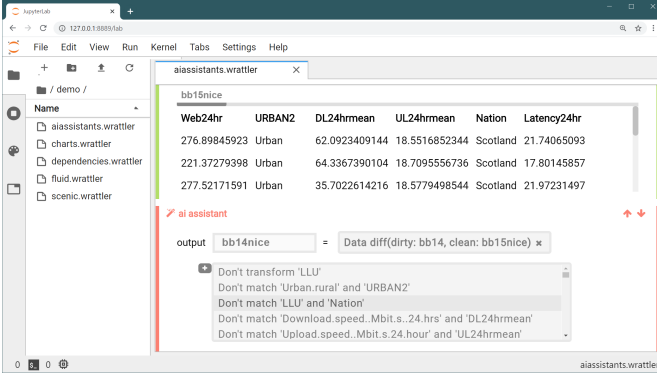 JupyterLab
127.0.0.1:8889/lab
File Edit View Run Kernel Tabs Settings Help
aiassistants.wrattler
/ demo /
Name
aiassistants.wrattler
charts.wrattler
dependencies.wrattler
fluid.wrattler
scenic.wrattler
bb15nice
Web24hr URBAN2 DL24hrmean UL24hrmean Nation Latency24hr
276.89845923 Urban 62.0923409144 18.5516852344 Scotland 21.74065093
221.37279398 Urban 64.3367390104 18.7095556736 Scotland 17.80145857
277.52171591 Urban 35.7022614216 18.5779498544 Scotland 21.97231497
ai assistant
output bb14nice = Data diff(dirty: bb14, clean: bb15nice) ×
Don't transform 'LLU'
Don't match 'Urban.rural' and 'URBAN2'
Don't match 'LLU' and 'Nation'
Don't match 'Download.speed..Mbit.s..24.hrs' and 'DL24hrmean'
Don't match 'Upload.speed..Mbit.s.24.hour' and 'UL24hrmean'
0 $_ 0 aiassistants.wrattler